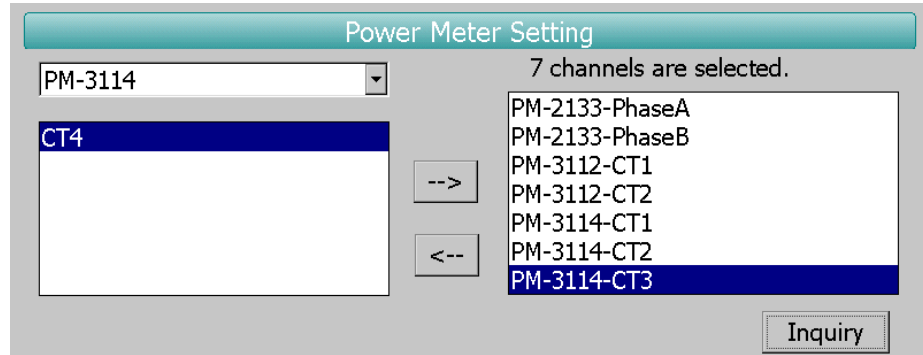 Power Meter Setting
PM-3114
7 channels are selected.
CT4
-->
<--
PM-2133-PhaseA
PM-2133-PhaseB
PM-3112-CT1
PM-3112-CT2
PM-3114-CT1
PM-3114-CT2
PM-3114-CT3
Inquiry